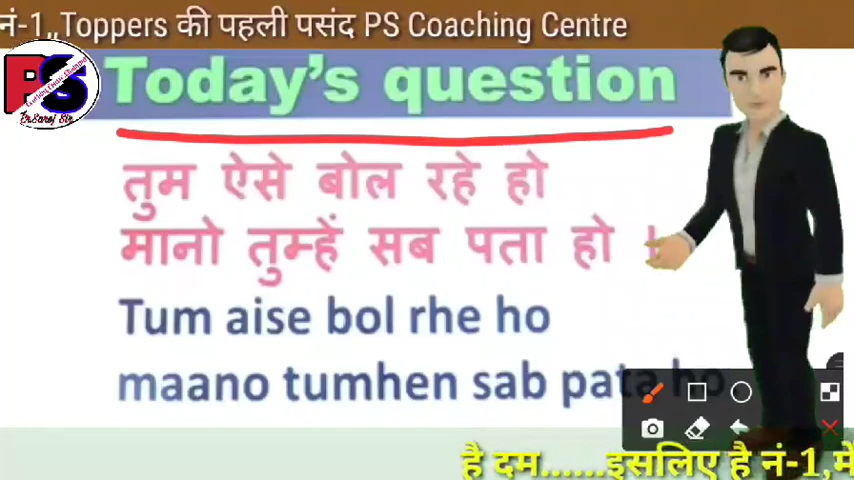 नं-1,,Toppers की पहली पसंद PS Coaching Centre
PS
Today's question
तुम ऐसे बोल रहे हो
मानो तुम्हें सब पता हो ।
Tum aise bol rhe ho
maano tumhen sab pata ho
है दम......इसलिए है नं-1,में